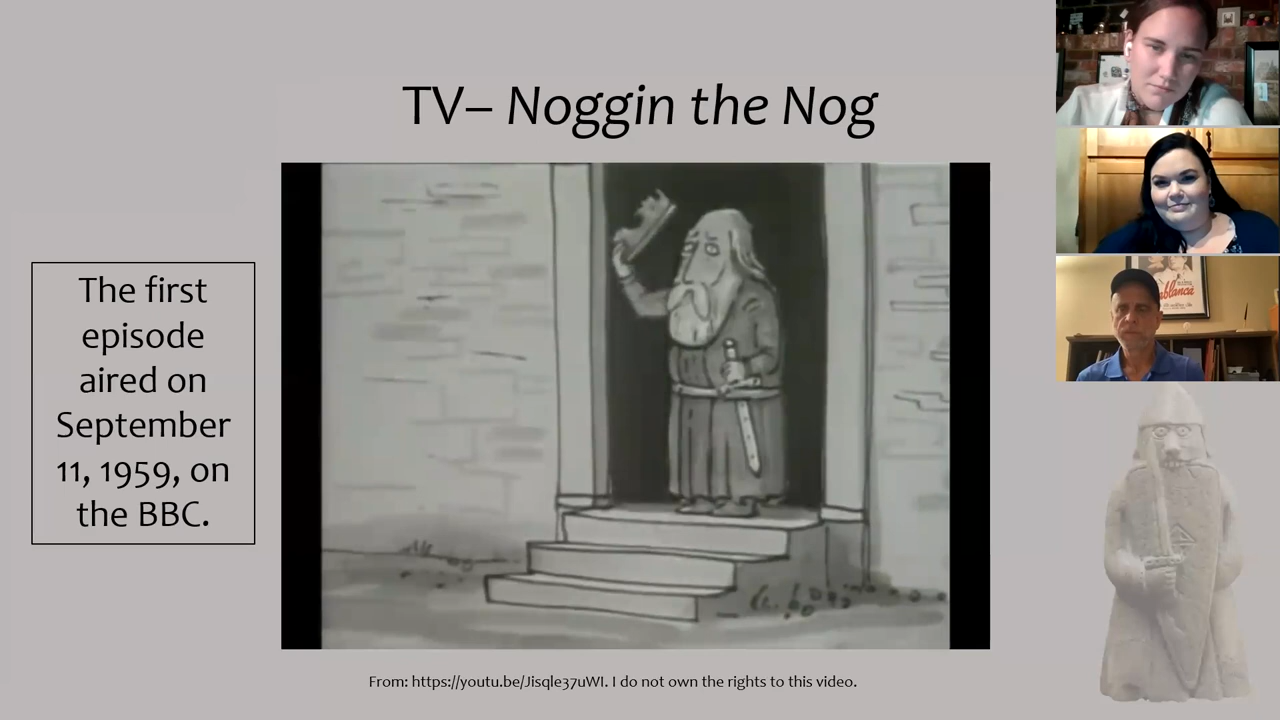 TV– Noggin the Nog
The first
episode
aired on
September
11, 1959, on
the BBC.
From: https://youtu.be/Jisqle37uWI. I do not own the rights to this video.
ablanca